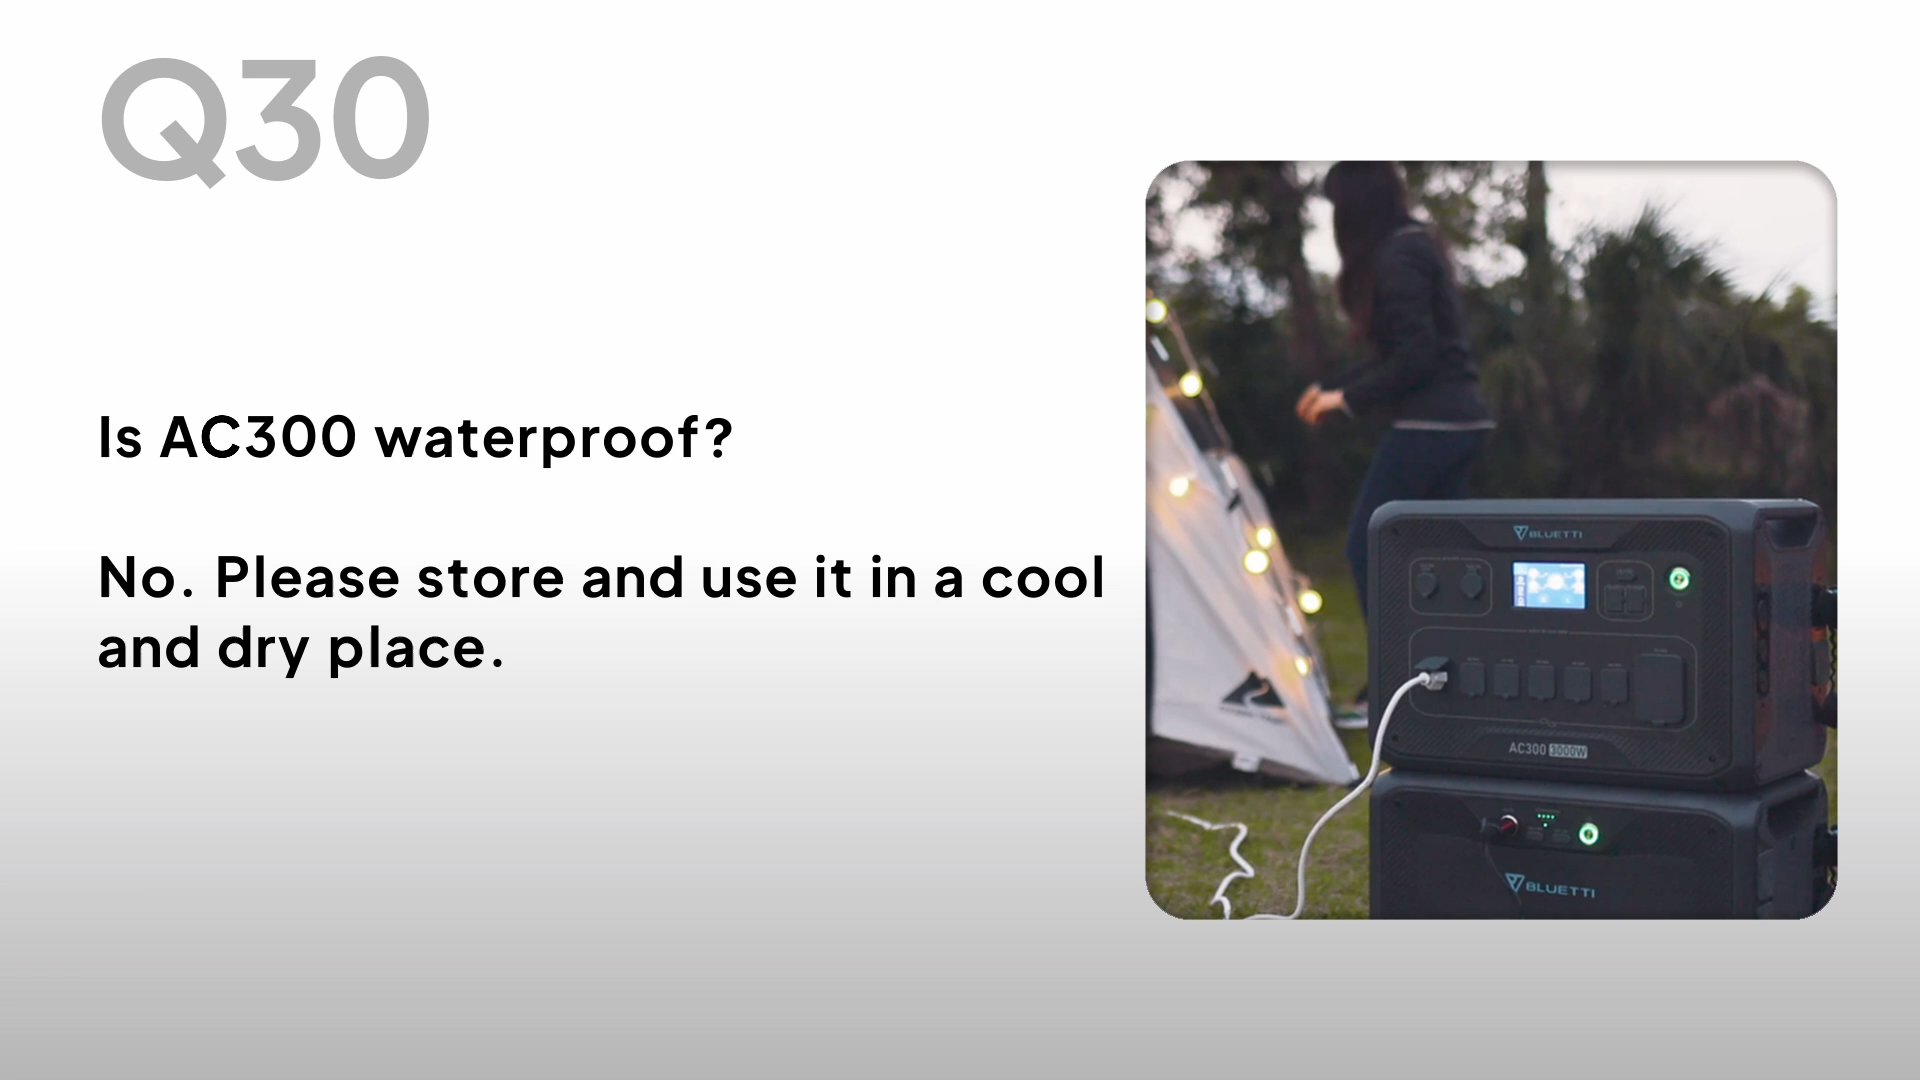 Q30
Is AC300 waterproof?
No. Please store and use it in a cool
and dry place.
BLUETTI
AC300 3000W
BLUETTI